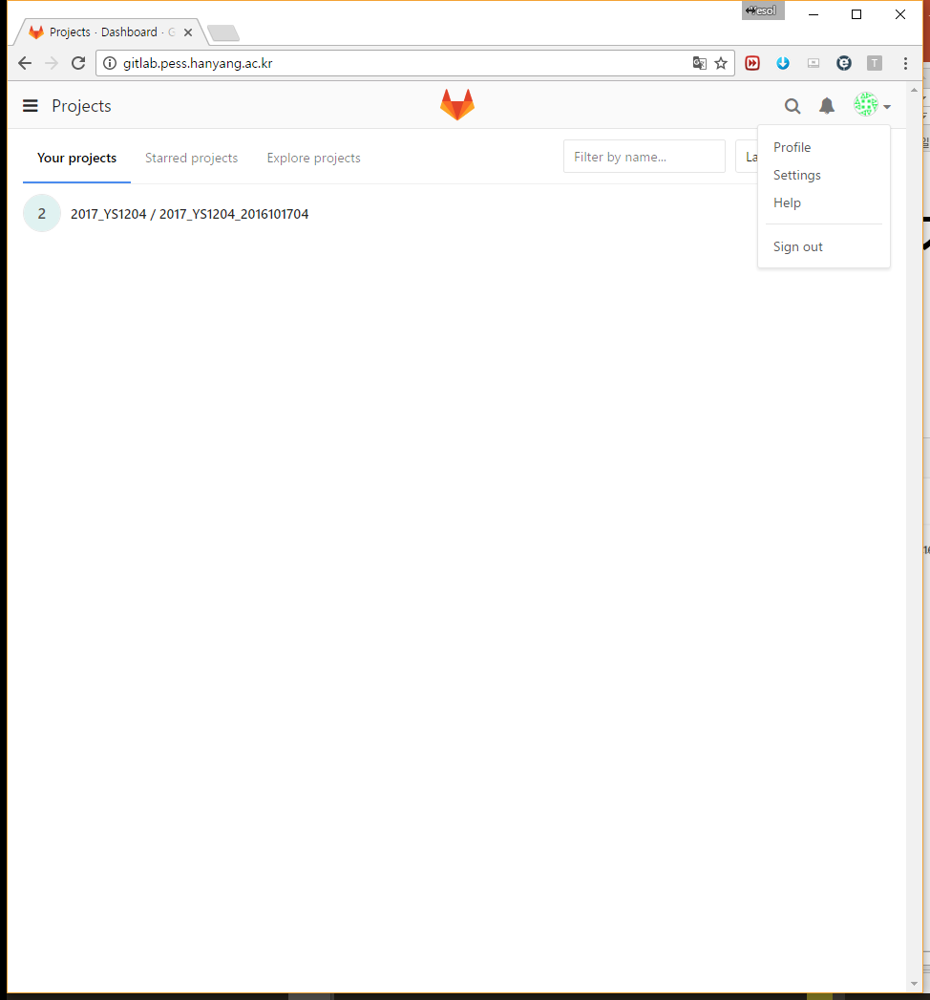 Yesol
Projects · Dashboard · G
gitlab.pess.hanyang.ac.kr
T
Projects
Your projects
Starred projects
Explore projects
Filter by name...
La
Profile
Settings
Help
Sign out
2
2017_YS1204 / 2017_YS1204_2016101704